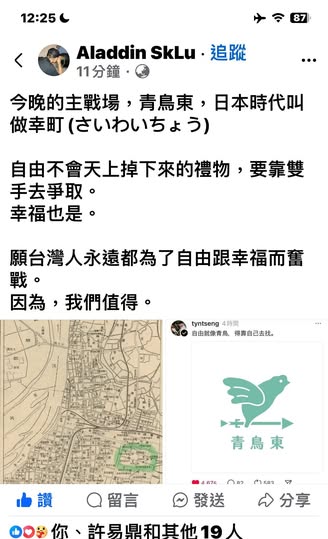 12:25
87
Aladdin SkLu · 追蹤
11分鐘 ·
今晚的主戰場，青鳥東，日本時代叫
做幸町 (さいわいちょう)
自由不會天上掉下來的禮物，要靠雙
手去爭取。
幸福也是。
願台灣人永遠都為了自由跟幸福而奮
戰。
因為，我們值得。
tyntseng 4時間
自由就像青鳥，得靠自己去找。
青鳥東
讚 留言 發送 分享
你、許易鼎和其他19人